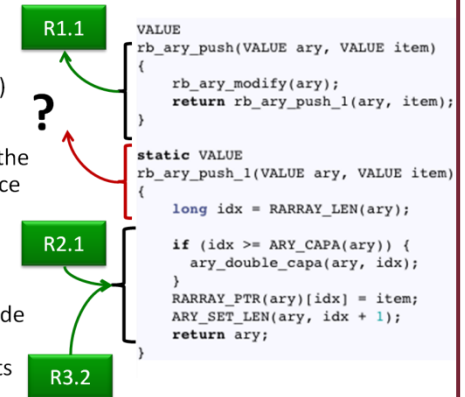 R1.1
)
?
the
ce
R2.1
de
ts
R3.2
VALUE
rb_ary_push(VALUE ary, VALUE item)
{
    rb_ary_modify(ary);
    return rb_ary_push_1(ary, item);
}
static VALUE
rb_ary_push_1(VALUE ary, VALUE item)
{
    long idx = RARRAY_LEN(ary);
    if (idx >= ARY_CAPA(ary)) {
      ary_double_capa(ary, idx);
    }
    RARRAY_PTR(ary)[idx] = item;
    ARY_SET_LEN(ary, idx + 1);
    return ary;
}